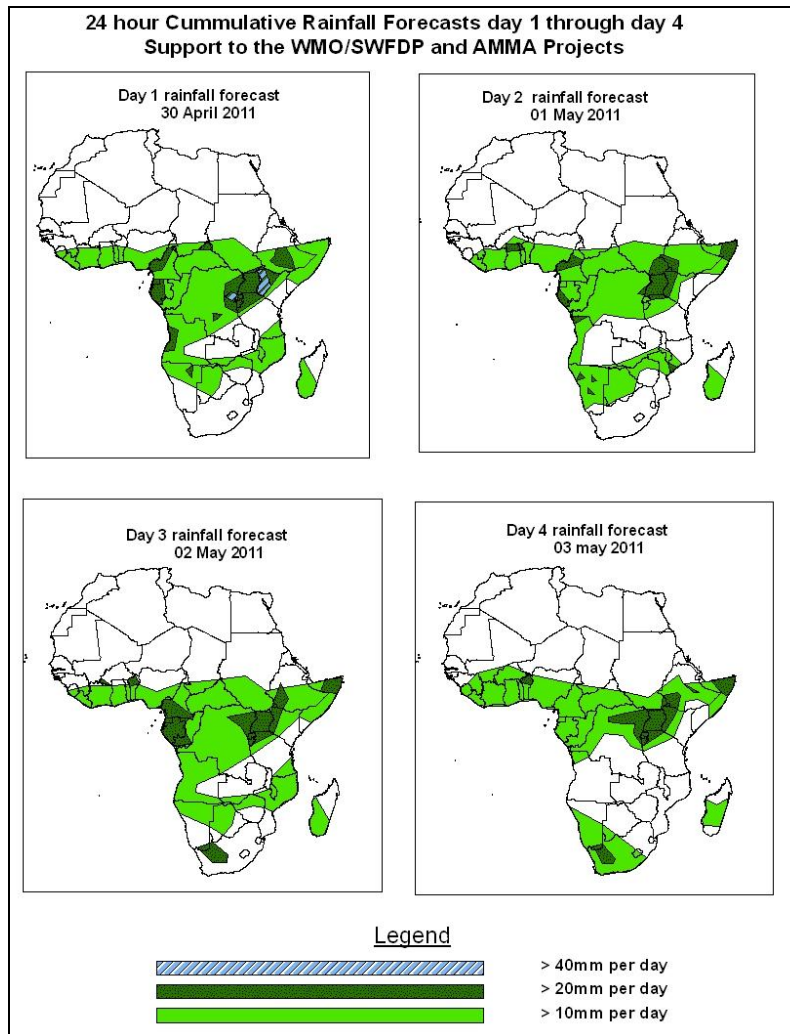 24 hour Cummulative Rainfall Forecasts day 1 through day 4
Support to the WMO/SWFDP and AMMA Projects
Day 1 rainfall forecast
30 April 2011
Day 2 rainfall forecast
01 May 2011
Day 3 rainfall forecast
02 May 2011
Day 4 rainfall forecast
03 may 2011
Legend
> 40mm per day
> 20mm per day
> 10mm per day